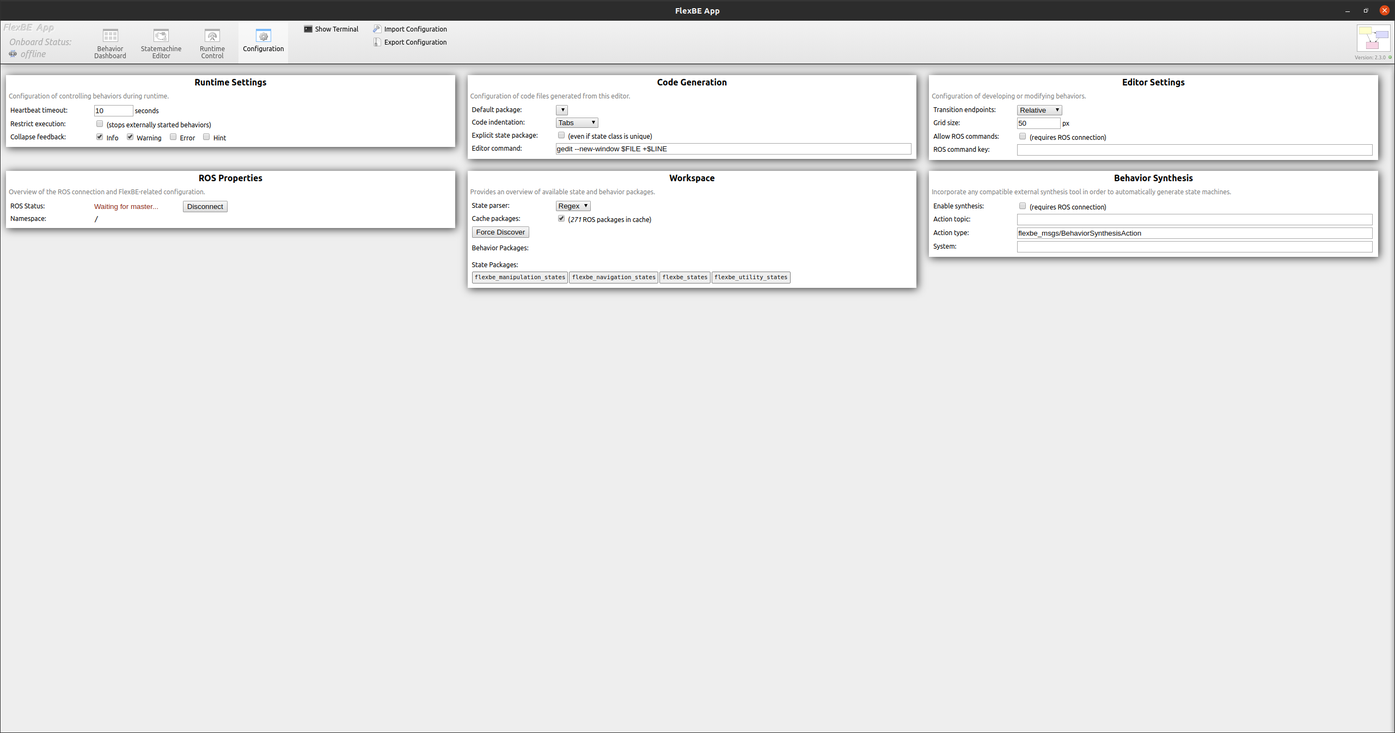 FlexBE App
FlexBE App
Onboard Status:
offline
Behavior Dashboard
Statemachine Editor
Runtime Control
Configuration
Show Terminal
Import Configuration
Export Configuration
Version: 2.3.0
Runtime Settings
Configuration of controlling behaviors during runtime.
Heartbeat timeout: 10 seconds
Restrict execution: (stops externally started behaviors)
Collapse feedback: Info Warning Error Hint
Code Generation
Configuration of code files generated from this editor.
Default package:
Code indentation: Tabs
Explicit state package: (even if state class is unique)
Editor command: gedit --new-window $FILE +$LINE
Editor Settings
Configuration of developing or modifying behaviors.
Transition endpoints: Relative
Grid size: 50 px
Allow ROS commands: (requires ROS connection)
ROS command key:
ROS Properties
Overview of the ROS connection and FlexBE-related configuration.
ROS Status: Waiting for master... Disconnect
Namespace: /
Workspace
Provides an overview of available state and behavior packages.
State parser: Regex
Cache packages: (271 ROS packages in cache)
Force Discover
Behavior Packages:
State Packages:
flexbe_manipulation_states flexbe_navigation_states flexbe_states flexbe_utility_states
Behavior Synthesis
Incorporate any compatible external synthesis tool in order to automatically generate state machines.
Enable synthesis: (requires ROS connection)
Action topic:
Action type: flexbe_msgs/BehaviorSynthesisAction
System: